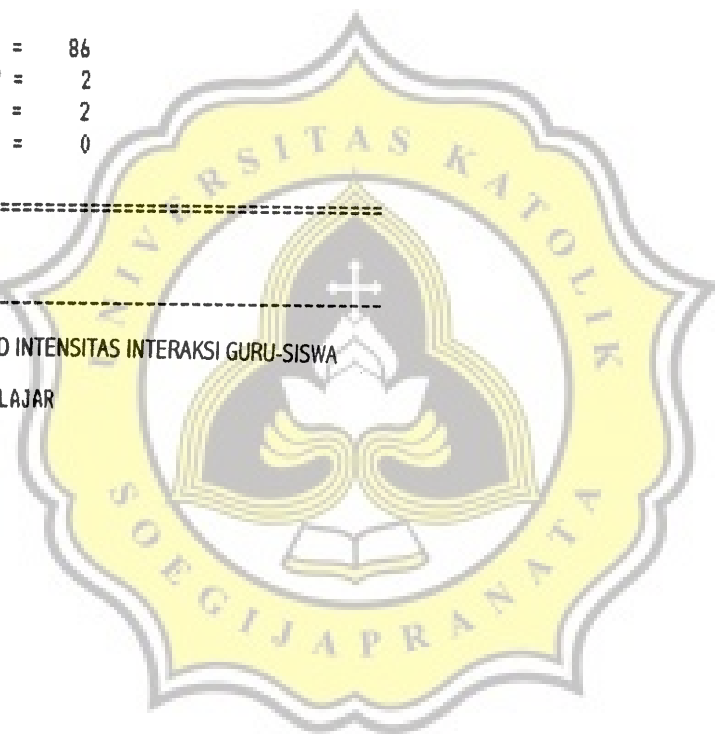 = 86
= 2
= 2
= 0
==========================================
------------------------------------------
D INTENSITAS INTERAKSI GURU-SISWA
LAJAR
UNIVERSITAS KATOLIK
SOEGIJAPRANATA